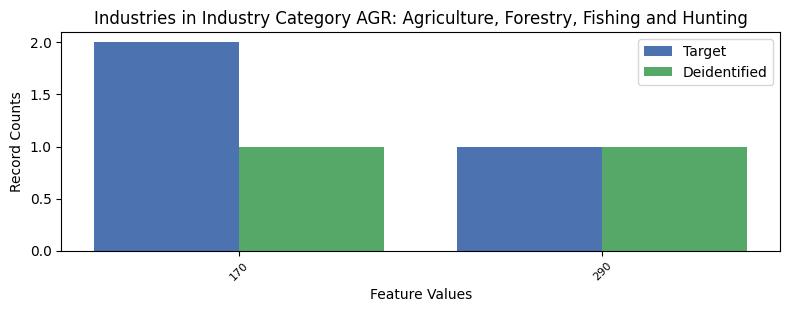 Industries in Industry Category AGR: Agriculture, Forestry, Fishing and Hunting
Target
Deidentified
Record Counts
2.0
1.5
1.0
0.5
0.0
170
290
Feature Values